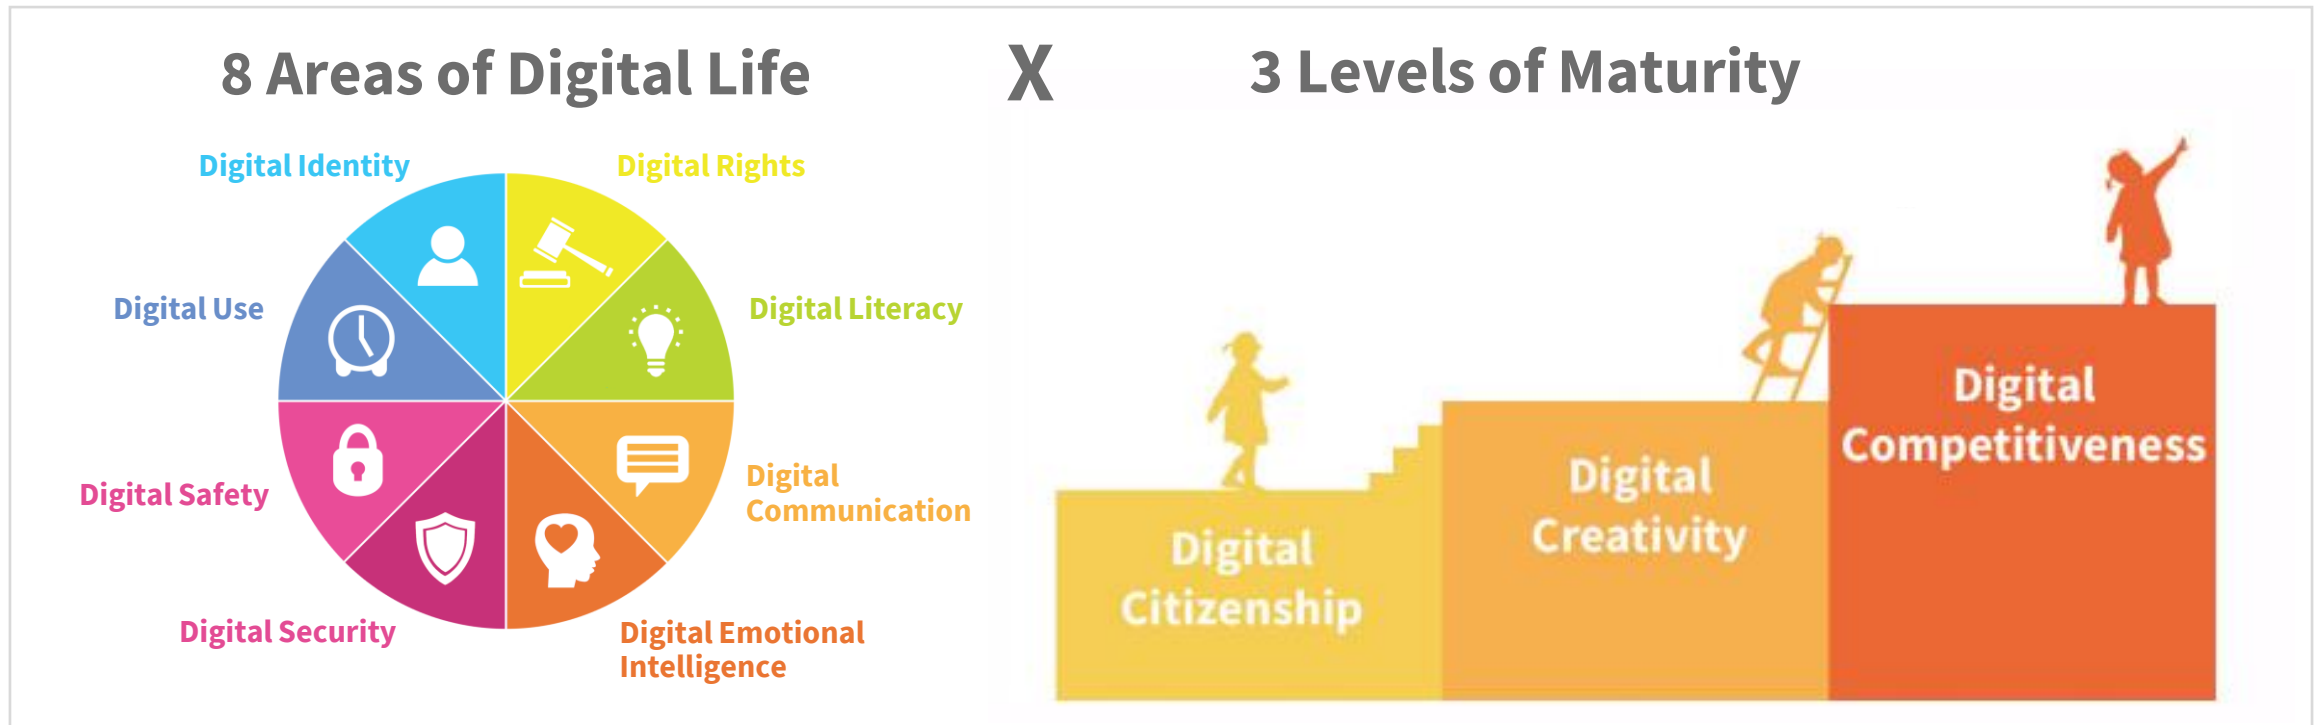 8 Areas of Digital Life
X
3 Levels of Maturity
Digital Identity
Digital Rights
Digital Use
Digital Literacy
Digital Safety
Digital
Communication
Digital Security
Digital Emotional
Intelligence
Digital
Citizenship
Digital
Creativity
Digital
Competitiveness